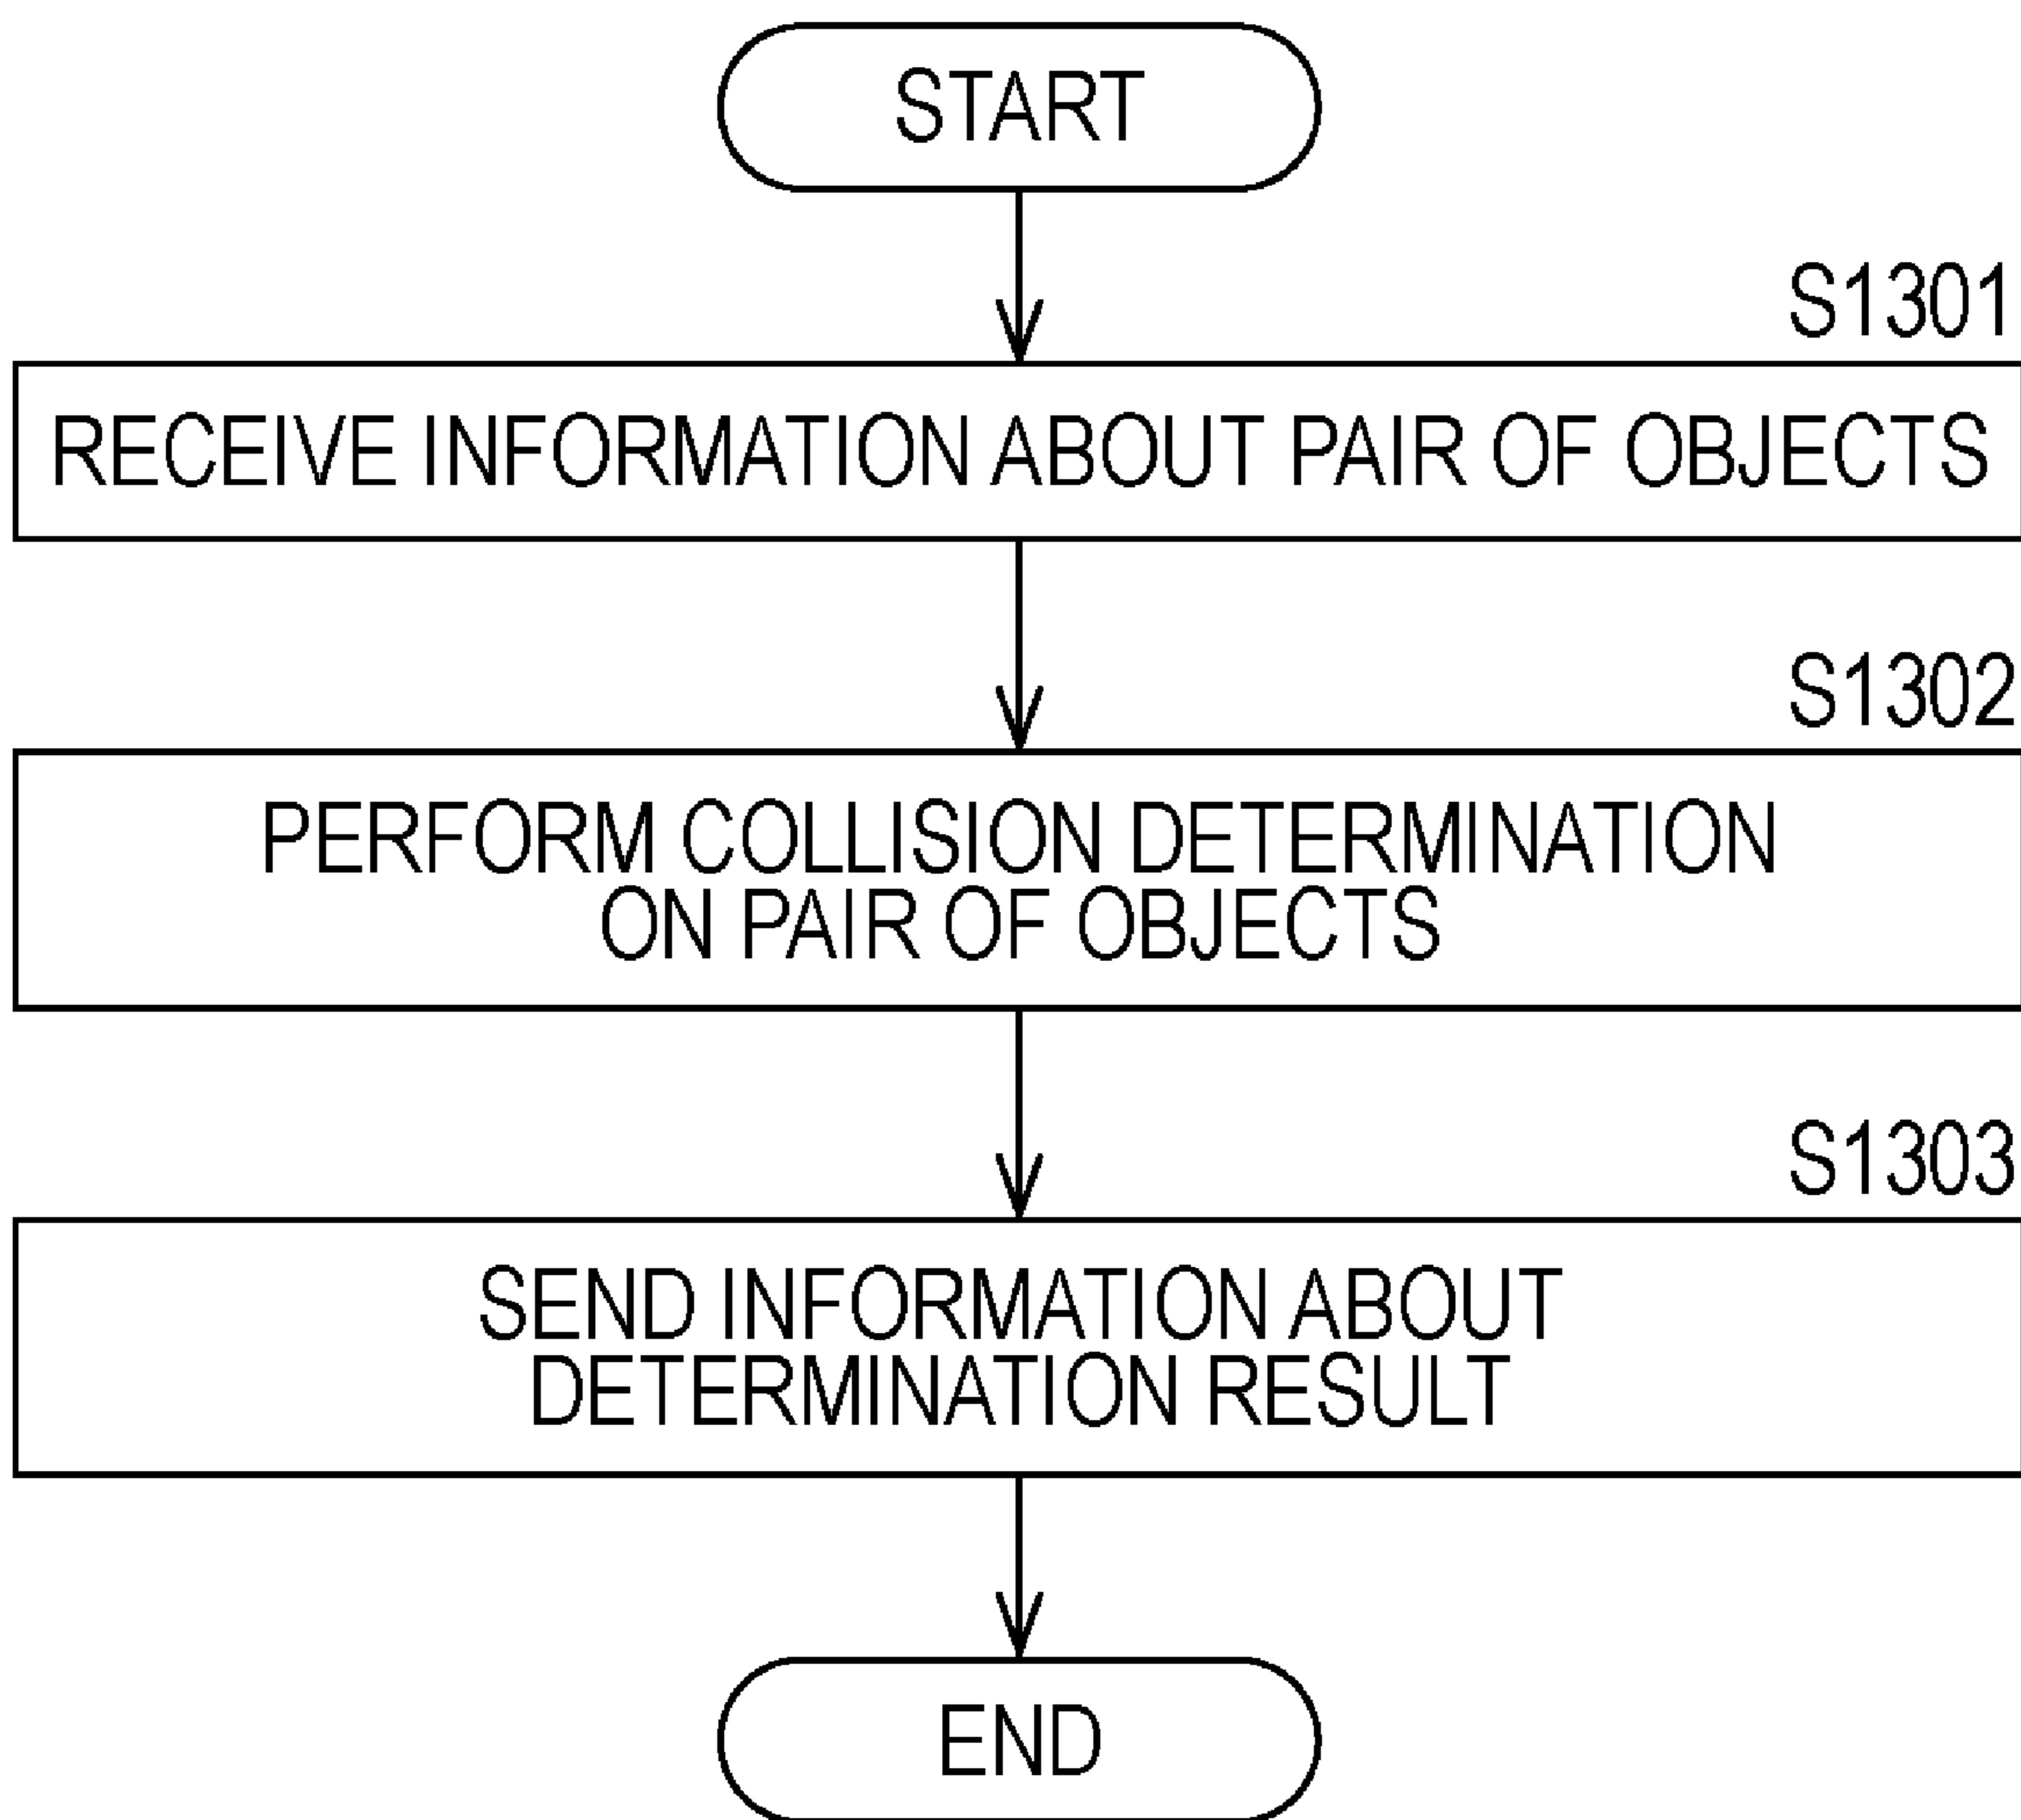 START
S1301
RECEIVE INFORMATION ABOUT PAIR OF OBJECTS
S1302
PERFORM COLLISION DETERMINATION
ON PAIR OF OBJECTS
S1303
SEND INFORMATION ABOUT
DETERMINATION RESULT
END